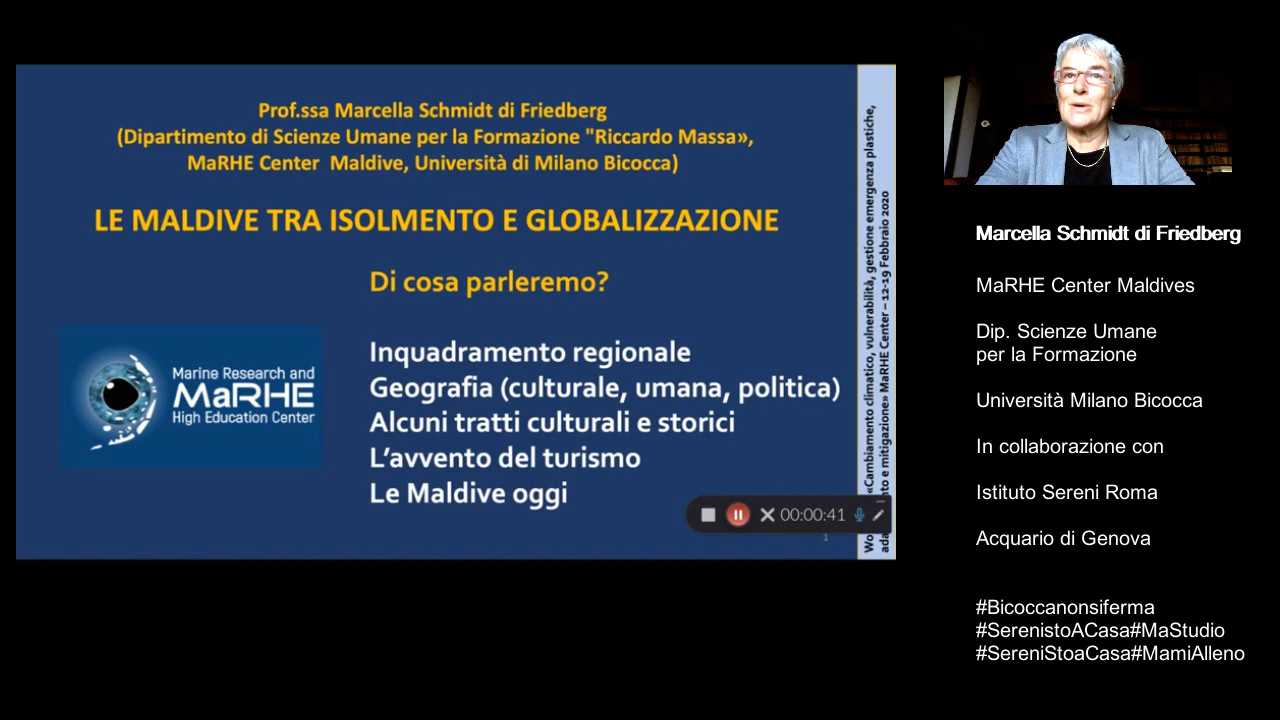 Prof.ssa Marcella Schmidt di Friedberg
(Dipartimento di Scienze Umane per la Formazione "Riccardo Massa»,
MaRHE Center Maldive, Università di Milano Bicocca)
LE MALDIVE TRA ISOLMENTO E GLOBALIZZAZIONE
Di cosa parleremo?
Marine Research and
MaRHE
High Education Center
Inquadramento regionale
Geografia (culturale, umana, politica)
Alcuni tratti culturali e storici
L'avvento del turismo
Le Maldive oggi
00:00:41
1
«Cambiamento climatico, vulnerabilità, gestione emergenza plastiche,
e mitigazione» MaRHE Center – 12-19 Febbraio 2020
Marcella Schmidt di Friedberg
MaRHE Center Maldives
Dip. Scienze Umane
per la Formazione
Università Milano Bicocca
In collaborazione con
Istituto Sereni Roma
Acquario di Genova
#Bicoccanonsiferma
#SerenistoACasa#MaStudio
#SereniStoaCasa#MamiAlleno